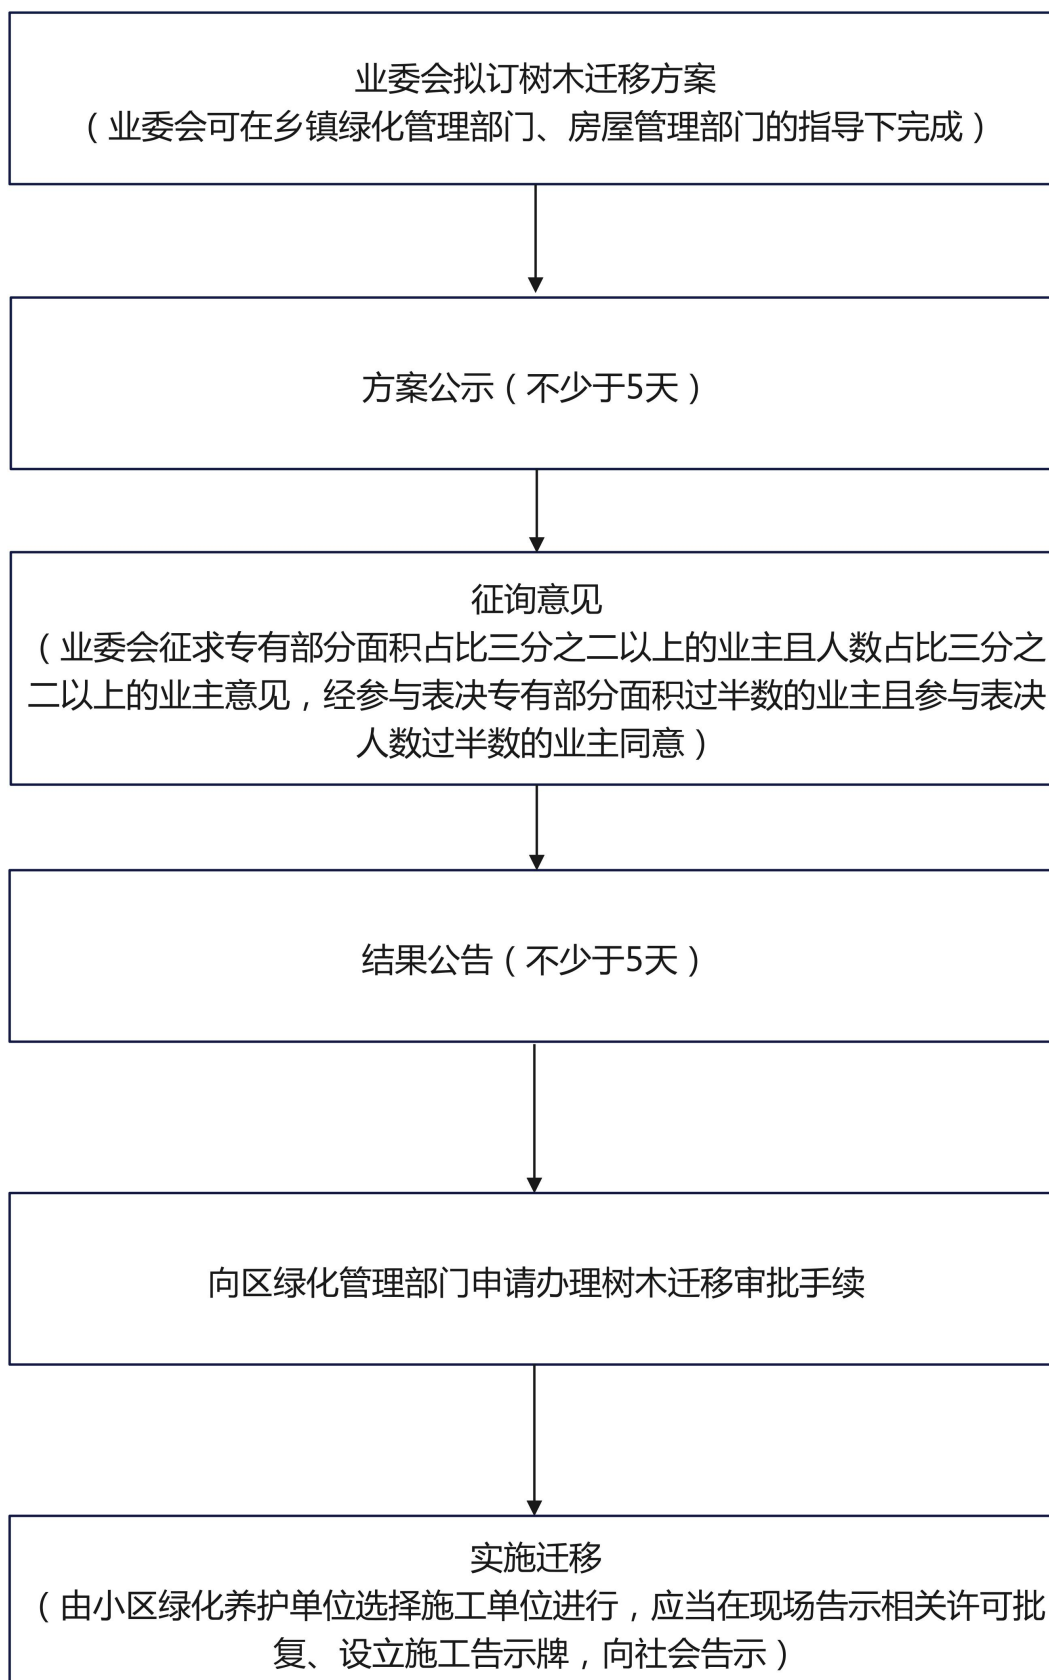 业委会拟订树木迁移方案
（业委会可在乡镇绿化管理部门、房屋管理部门的指导下完成）
方案公示（不少于5天）
征询意见
（业委会征求专有部分面积占比三分之二以上的业主且人数占比三分之
二以上的业主意见，经参与表决专有部分面积过半数的业主且参与表决
人数过半数的业主同意）
结果公告（不少于5天）
向区绿化管理部门申请办理树木迁移审批手续
实施迁移
（由小区绿化养护单位选择施工单位进行，应当在现场告示相关许可批
复、设立施工告示牌，向社会告示）